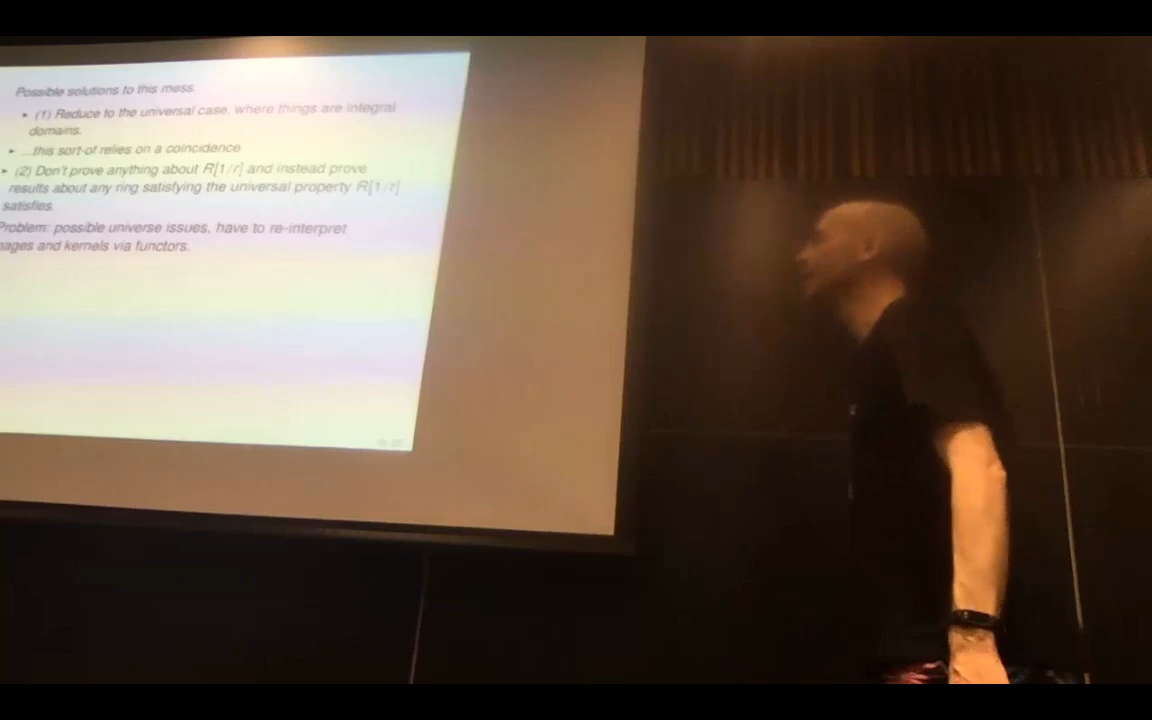 Possible solutions to this mess.
▸ (1) Reduce to the universal case, where things are integral
domains.
▸ ...this sort-of relies on a coincidence
▸ (2) Don't prove anything about R[1/r] and instead prove
results about any ring satisfying the universal property R[1/r]
satisfies.
Problem: possible universe issues, have to re-interpret
mages and kernels via functors.